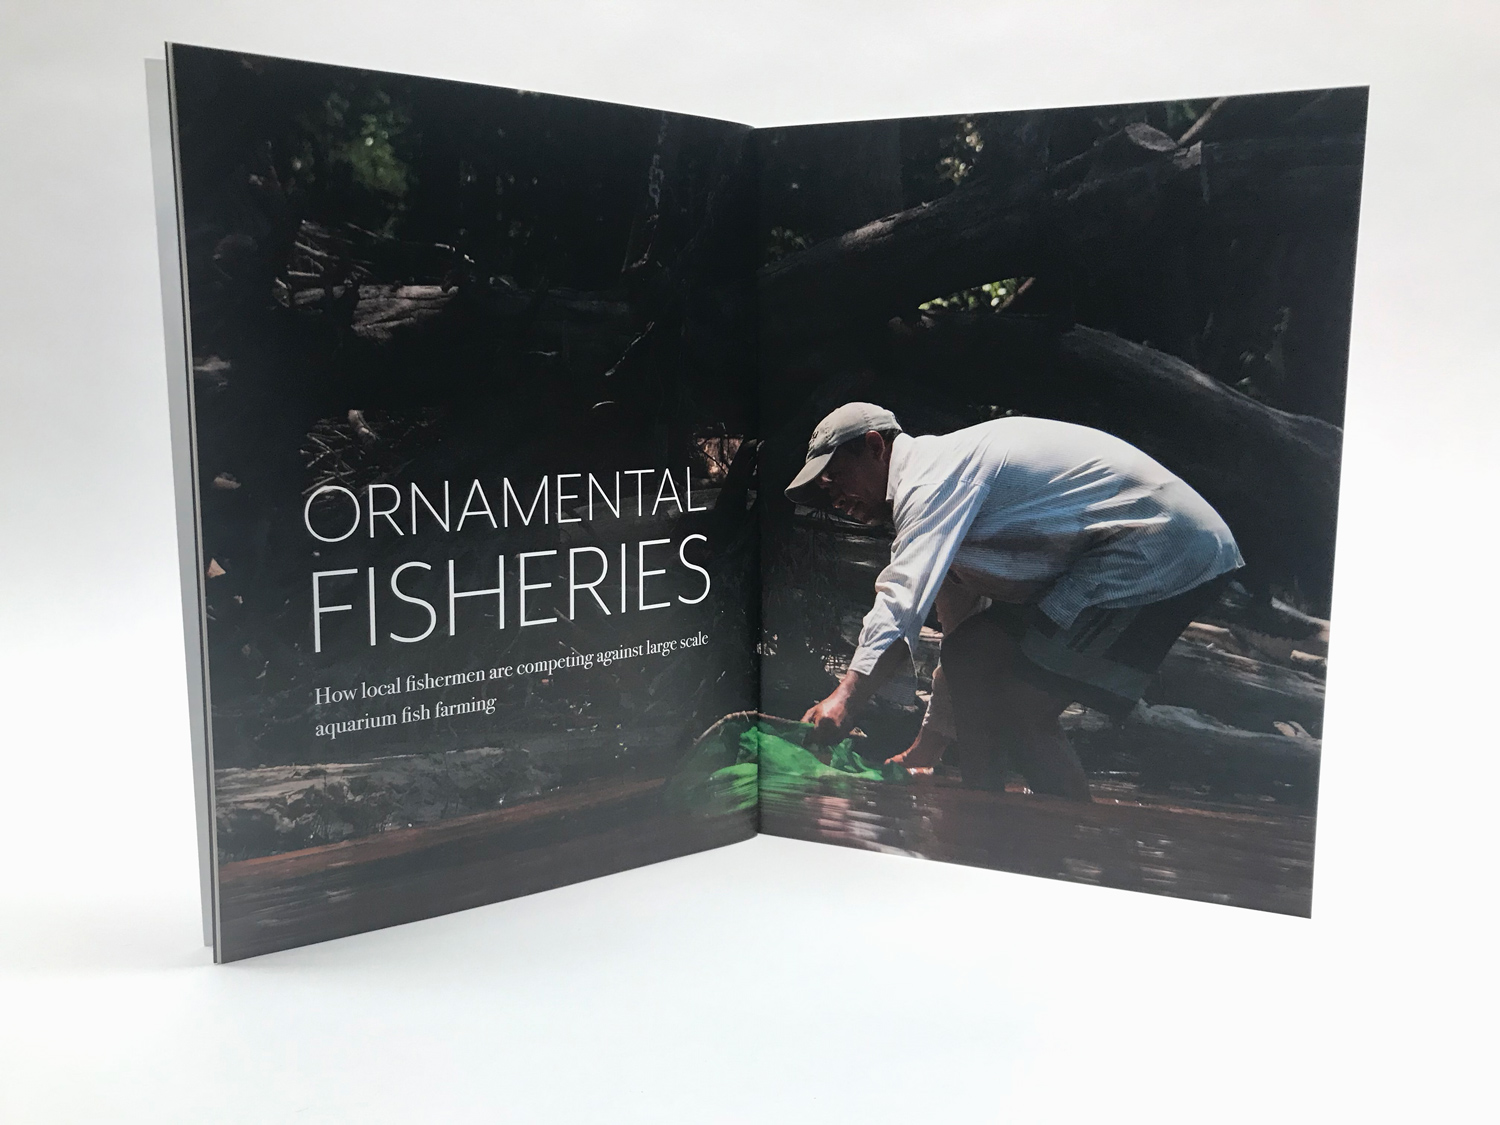 ORNAMENTAL
FISHERIES
How local fishermen are competing against large scale
aquarium fish farming